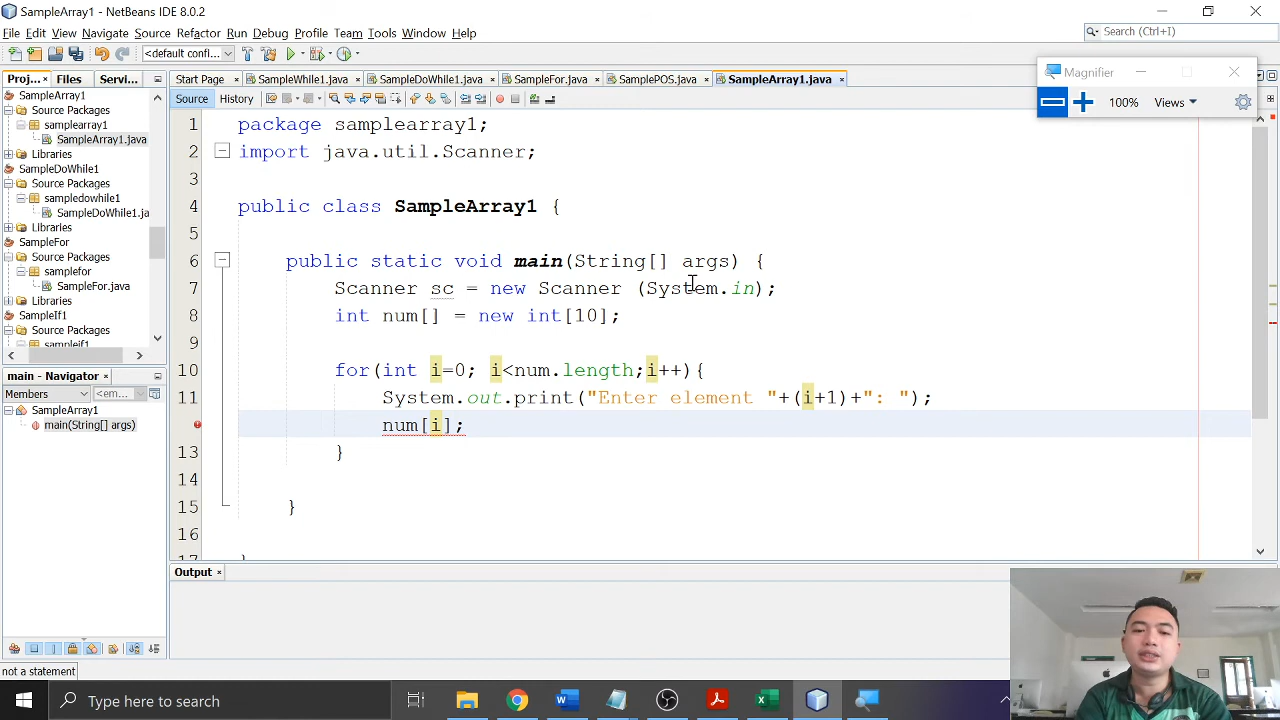 SampleArray1 - NetBeans IDE 8.0.2
File Edit View Navigate Source Refactor Run Debug Profile Team Tools Window Help
Search (Ctrl+I)
<default confi...
Proj... × Files Servi...
Start Page SampleWhile1.java SampleDoWhile1.java SampleFor.java SamplePOS.java SampleArray1.java
Magnifier
100% Views
Source History
SampleArray1
Source Packages
samplearray1
SampleArray1.java
Libraries
SampleDoWhile1
Source Packages
sampledowhile1
SampleDoWhile1.ja
Libraries
SampleFor
Source Packages
samplefor
SampleFor.java
Libraries
SampleIf1
Source Packages
sampleif1
main - Navigator ×
Members <em...
SampleArray1
main(String[] args)
1 package samplearray1;
2 import java.util.Scanner;
3
4 public class SampleArray1 {
5
6 public static void main(String[] args) {
7 Scanner sc = new Scanner (System.in);
8 int num[] = new int[10];
10 for(int i=0; i<num.length;i++){
11 System.out.print("Enter element "+(i+1)+": ");
num[i];
13 }
14
15 }
16
17 }
Output ×
not a statement
Type here to search